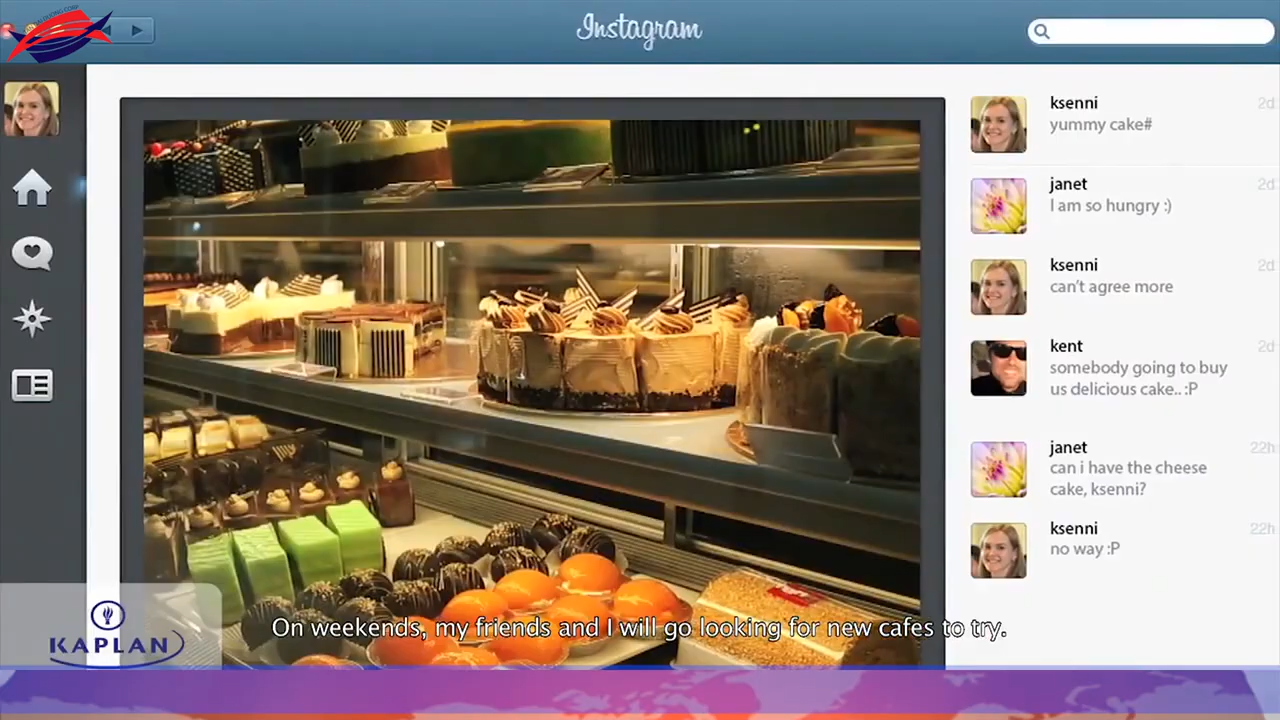 Instagram
ksenni 2d
yummy cake#
janet 2d
I am so hungry :)
ksenni 2d
can't agree more
kent 2d
somebody going to buy
us delicious cake.. :P
janet 22h
can i have the cheese
cake, ksenni?
ksenni 22h
no way :P
KAPLAN
On weekends, my friends and I will go looking for new cafes to try.